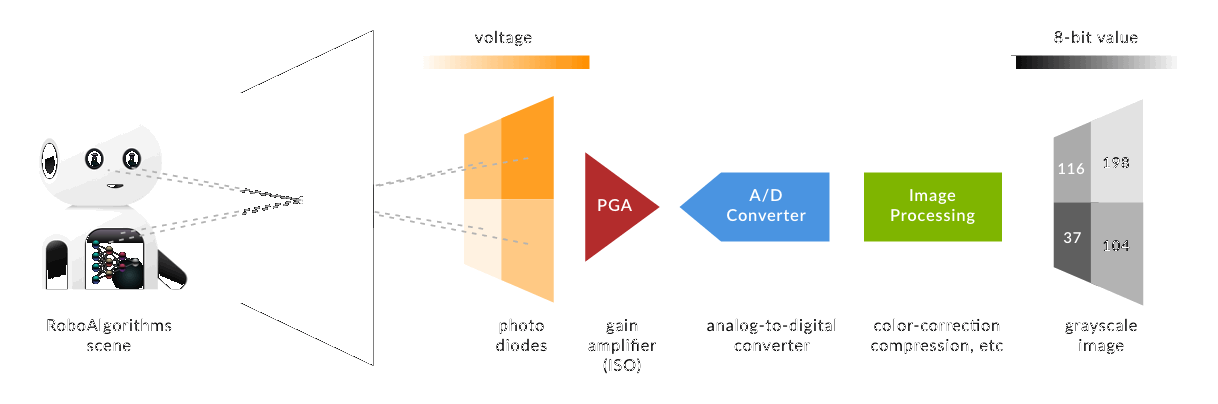 voltage
8-bit value
116
198
PGA
A/D
Converter
Image
Processing
37
104
RoboAlgorithms
scene
photo
diodes
gain
amplifier
(ISO)
analog-to-digital
converter
color-correction
compression, etc
grayscale
image